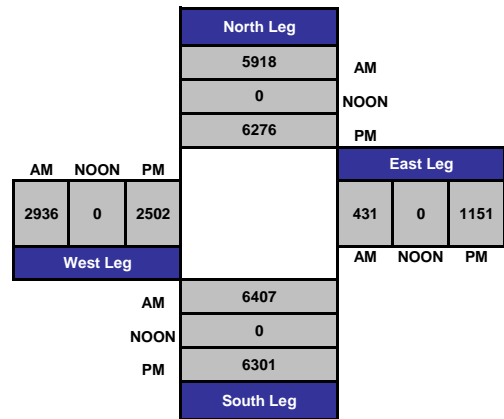 North Leg
5918 AM
0 NOON
6276 PM
AM NOON PM East Leg
2936 0 2502 431 0 1151
West Leg AM NOON PM
AM 6407
NOON 0
PM 6301
South Leg